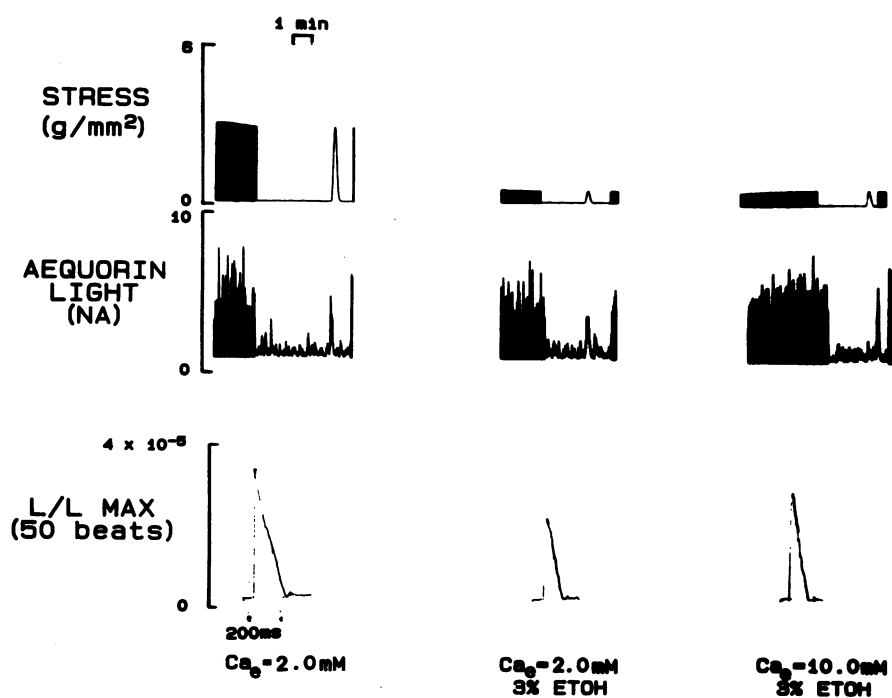 1 min
6
STRESS
(g/mm²)
0
10
AEQUORIN
LIGHT
(NA)
0
4 x 10⁻⁵
L/L MAX
(50 beats)
0
200ms
Caₑ=2.0mM
Caₑ=2.0mM
3% ETOH
Caₑ=10.0mM
3% ETOH